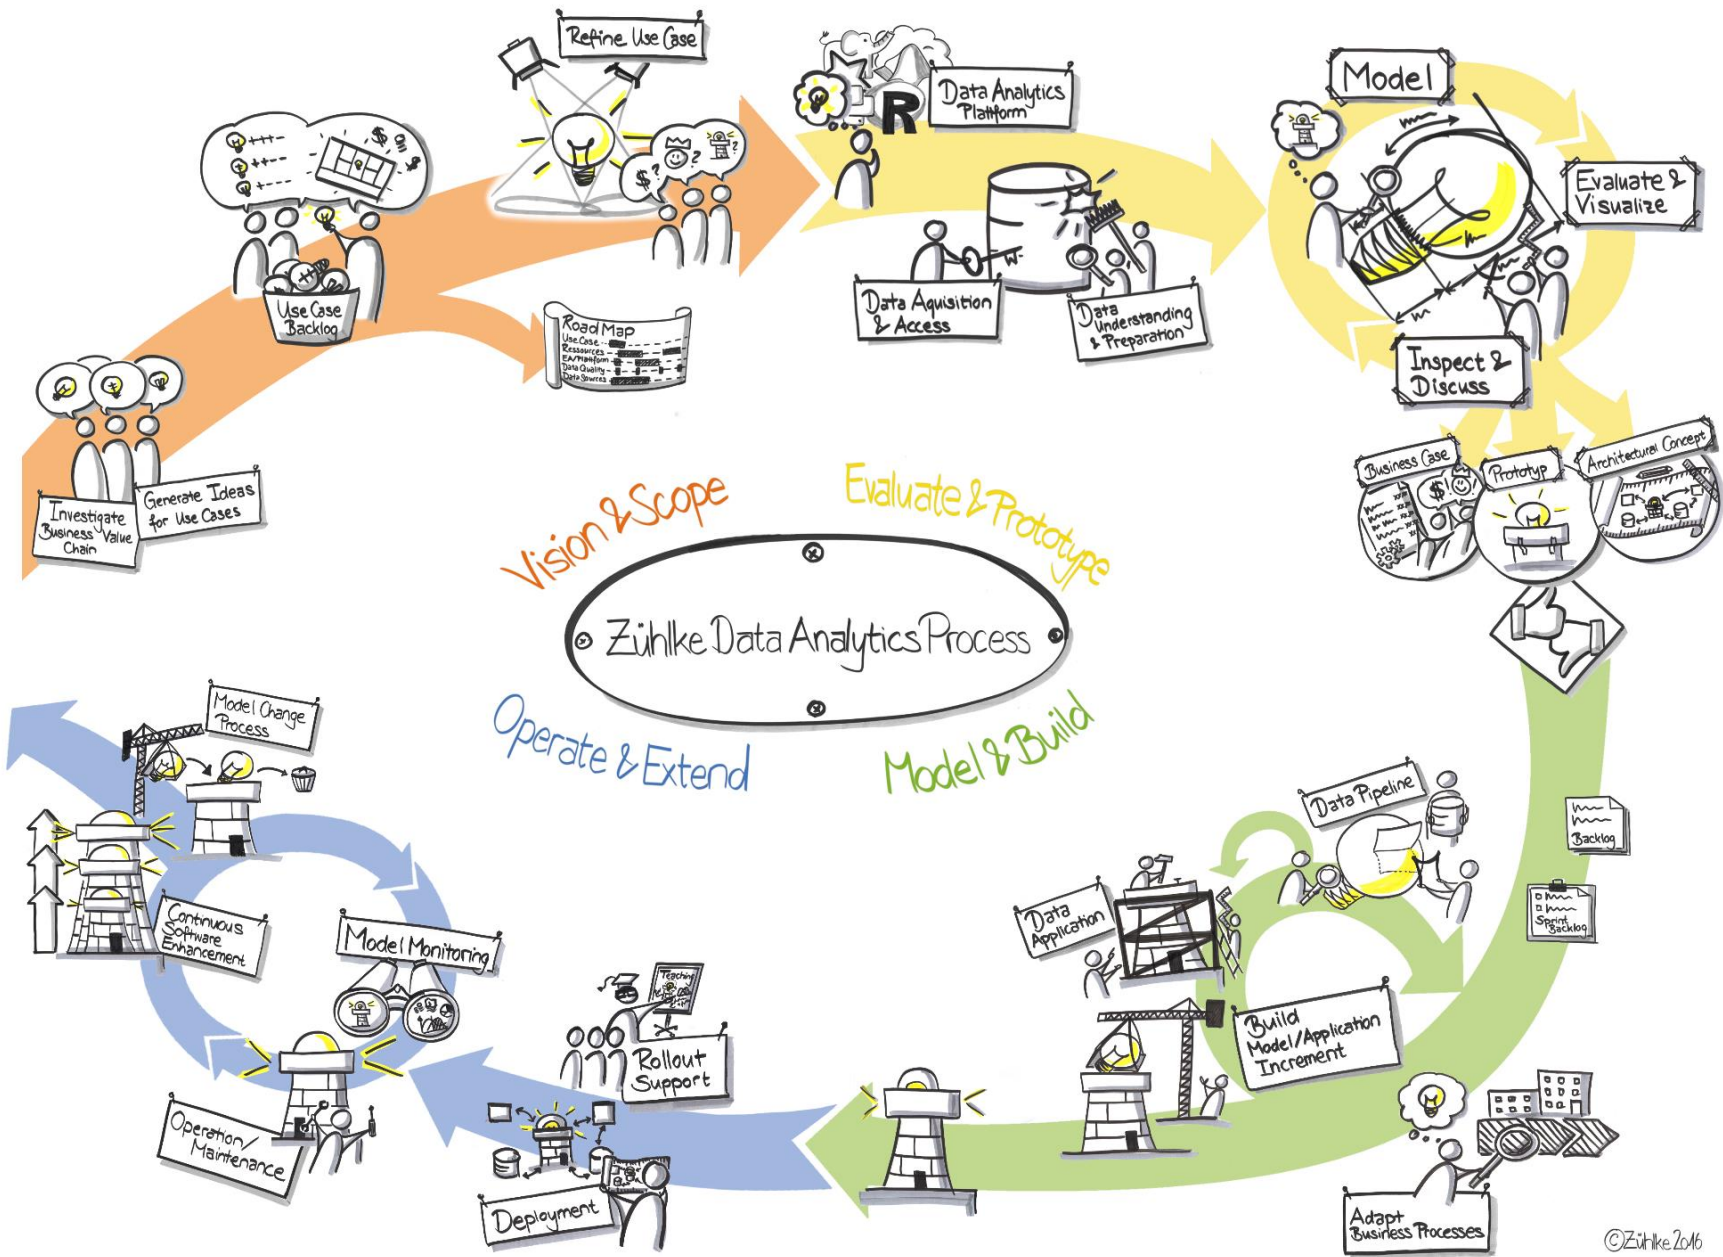 Refine Use Case
Use Case
Backlog
Road Map
Use Case
Ressources
EA/Plattform
Data Quality
Data Sources
Investigate
Business Value
Chain
Generate Ideas
for Use Cases
R
Data Analytics
Plattform
Data Aquisition
& Access
Data
Understanding
& Preparation
Model
Evaluate &
Visualize
Inspect &
Discuss
Business Case
Prototyp
Architectural Concept
Vision & Scope
Evaluate & Prototype
Zühlke Data Analytics Process
Operate & Extend
Model & Build
Backlog
Sprint
Backlog
Data Pipeline
Data
Application
Build
Model/Application
Increment
Adapt
Business Processes
Teaching
Rollout
Support
Deployment
Model Monitoring
Operation/
Maintenance
Continuous
Software
Enhancement
Model Change
Process
©Zühlke 2016